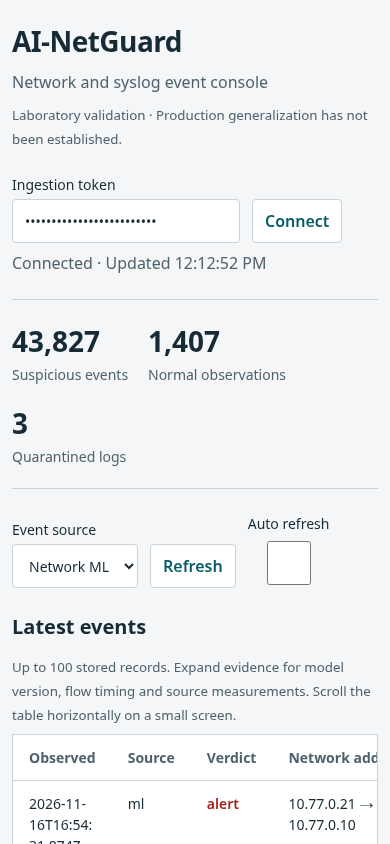 AI-NetGuard
Network and syslog event console
Laboratory validation · Production generalization has not
been established.
Ingestion token
•••••••••••••••••••••••••
Connect
Connected · Updated 12:12:52 PM
43,827
1,407
Suspicious events
Normal observations
3
Quarantined logs
Event source
Auto refresh
Network ML
Refresh
Latest events
Up to 100 stored records. Expand evidence for model
version, flow timing and source measurements. Scroll the
table horizontally on a small screen.
Observed Source Verdict Network add
2026-11- ml alert 10.77.0.21 →
16T16:54: 10.77.0.10